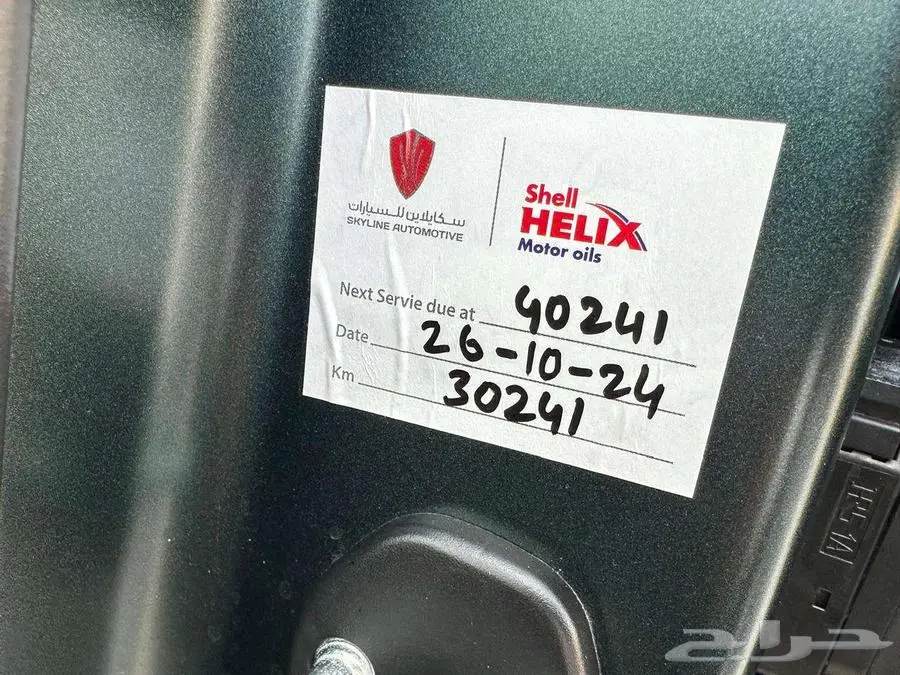 سكايلاين للسيارات
SKYLINE AUTOMOTIVE
Shell
HELIX
Motor oils
Next Servie due at 40241
Date 26-10-24
Km 30241
حراج